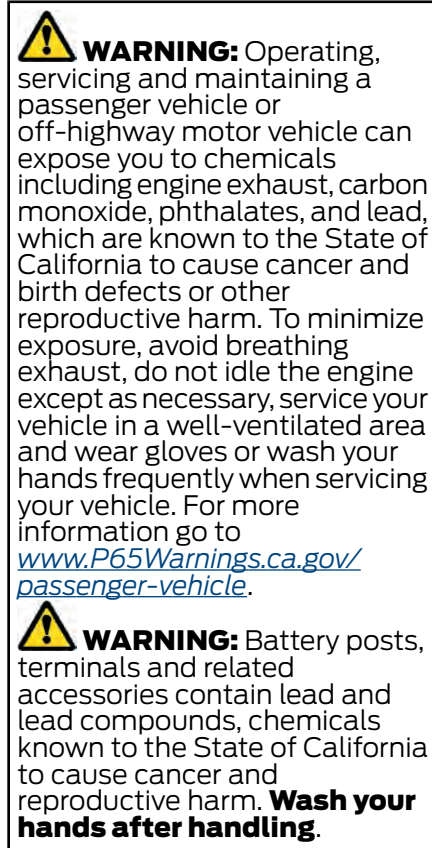 WARNING: Operating,
servicing and maintaining a
passenger vehicle or
off-highway motor vehicle can
expose you to chemicals
including engine exhaust, carbon
monoxide, phthalates, and lead,
which are known to the State of
California to cause cancer and
birth defects or other
reproductive harm. To minimize
exposure, avoid breathing
exhaust, do not idle the engine
except as necessary, service your
vehicle in a well-ventilated area
and wear gloves or wash your
hands frequently when servicing
your vehicle. For more
information go to
www.P65Warnings.ca.gov/
passenger-vehicle.
WARNING: Battery posts,
terminals and related
accessories contain lead and
lead compounds, chemicals
known to the State of California
to cause cancer and
reproductive harm. Wash your
hands after handling.